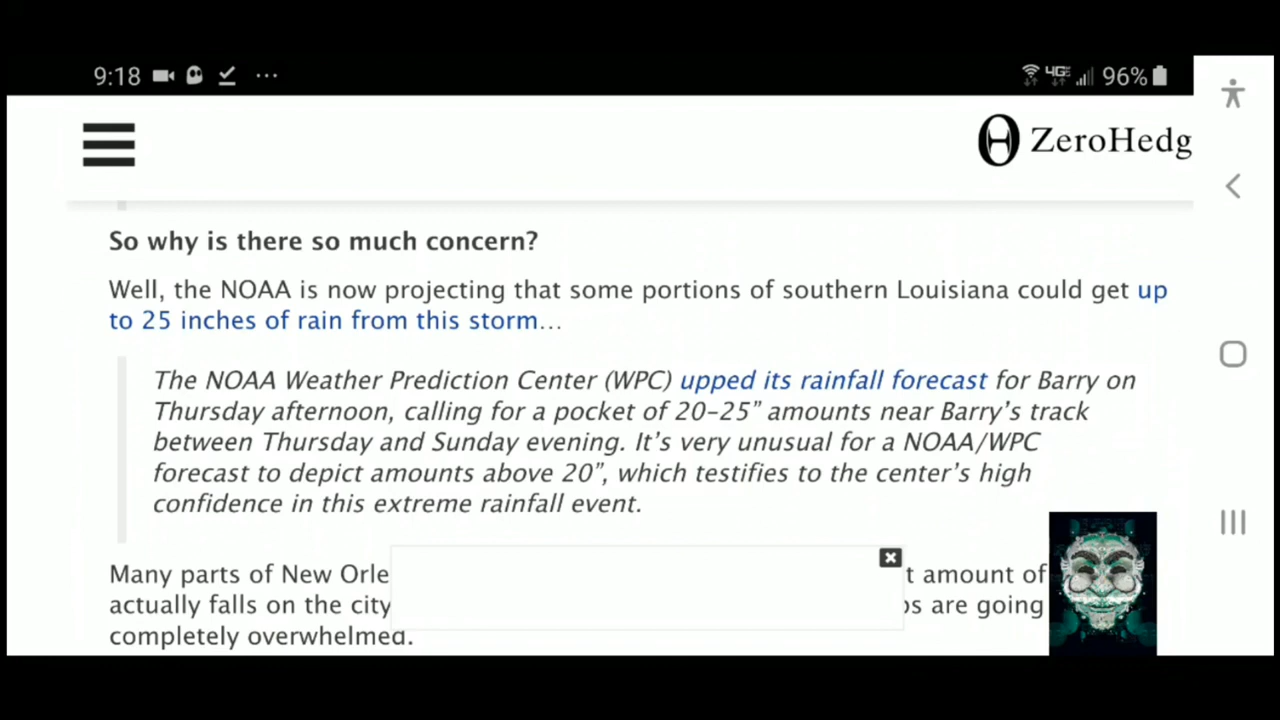 9:18 ... 4GE 96%
ZeroHedg
So why is there so much concern?
Well, the NOAA is now projecting that some portions of southern Louisiana could get up
to 25 inches of rain from this storm…
The NOAA Weather Prediction Center (WPC) upped its rainfall forecast for Barry on
Thursday afternoon, calling for a pocket of 20-25” amounts near Barry’s track
between Thursday and Sunday evening. It’s very unusual for a NOAA/WPC
forecast to depict amounts above 20”, which testifies to the center’s high
confidence in this extreme rainfall event.
Many parts of New Orle t amount of
actually falls on the city ps are going
completely overwhelmed.